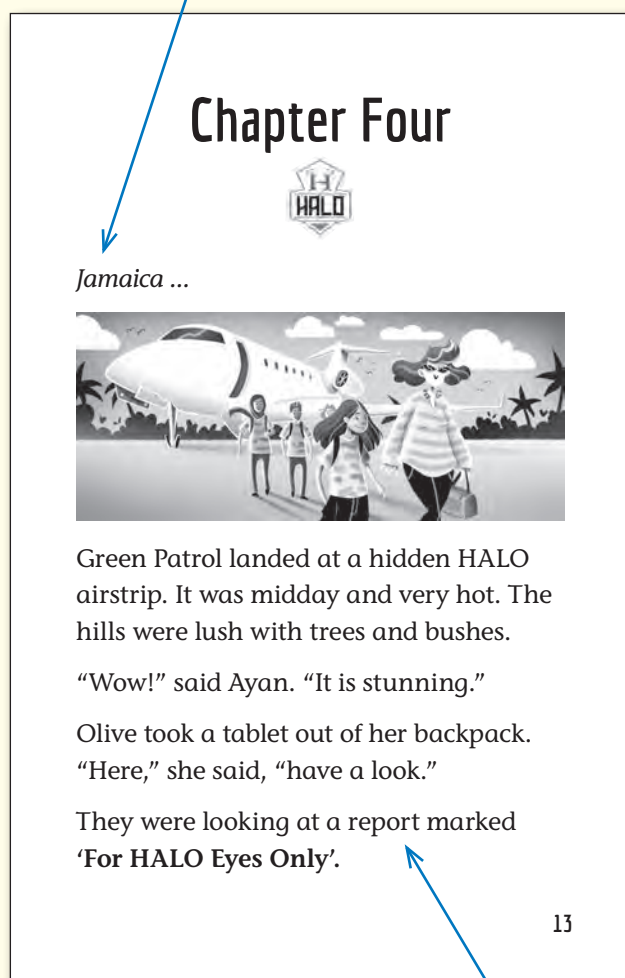 Chapter Four
H
HALO
Jamaica ...
Green Patrol landed at a hidden HALO
airstrip. It was midday and very hot. The
hills were lush with trees and bushes.
“Wow!” said Ayan. “It is stunning.”
Olive took a tablet out of her backpack.
“Here,” she said, “have a look.”
They were looking at a report marked
‘For HALO Eyes Only’.
13